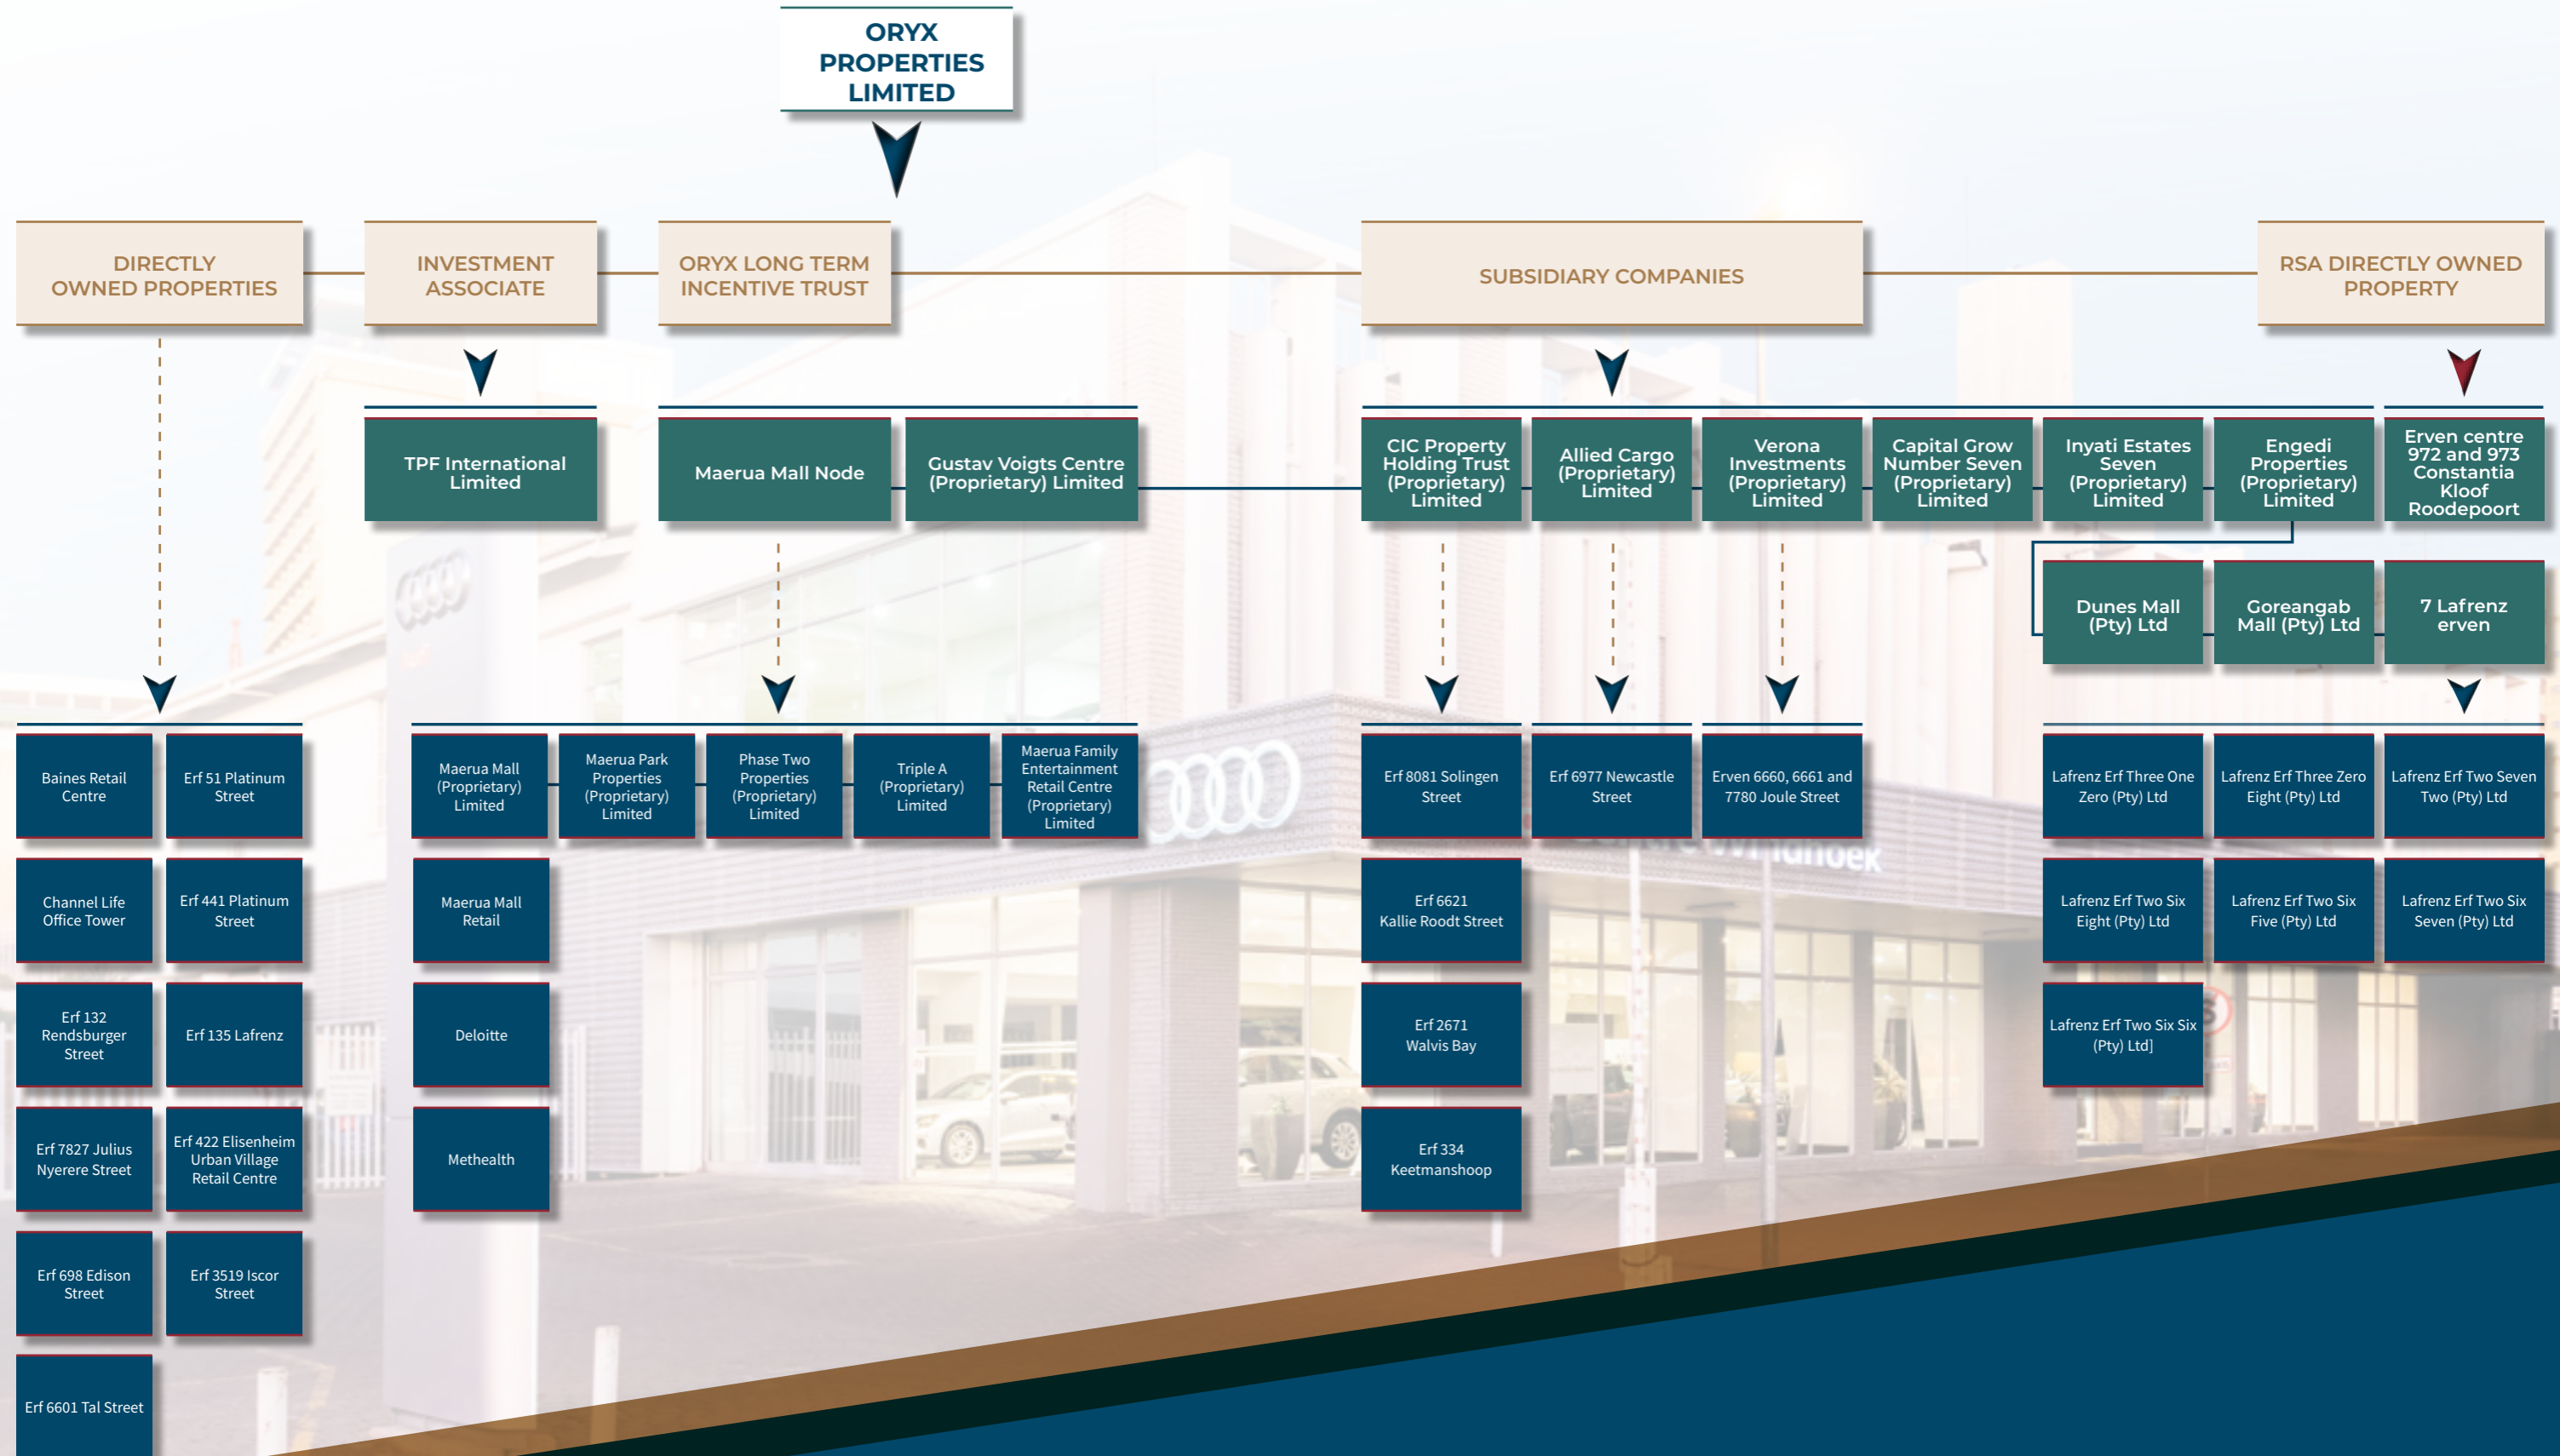 ORYX
PROPERTIES
LIMITED
DIRECTLY
OWNED PROPERTIES
INVESTMENT
ASSOCIATE
ORYX LONG TERM
INCENTIVE TRUST
SUBSIDIARY COMPANIES
RSA DIRECTLY OWNED
PROPERTY
TPF International
Limited
Maerua Mall Node
Gustav Voigts Centre
(Proprietary) Limited
CIC Property
Holding Trust
(Proprietary)
Limited
Allied Cargo
(Proprietary)
Limited
Verona
Investments
(Proprietary)
Limited
Capital Grow
Number Seven
(Proprietary)
Limited
Inyati Estates
Seven
(Proprietary)
Limited
Engedi
Properties
(Proprietary)
Limited
Erven centre
972 and 973
Constantia
Kloof
Roodepoort
Dunes Mall
(Pty) Ltd
Goreangab
Mall (Pty) Ltd
7 Lafrenz
erven
Baines Retail
Centre
Erf 51 Platinum
Street
Maerua Mall
(Proprietary)
Limited
Maerua Park
Properties
(Proprietary)
Limited
Phase Two
Properties
(Proprietary)
Limited
Triple A
(Proprietary)
Limited
Maerua Family
Entertainment
Retail Centre
(Proprietary)
Limited
Erf 8081 Solingen
Street
Erf 6977 Newcastle
Street
Erven 6660, 6661 and
7780 Joule Street
Lafrenz Erf Three One
Zero (Pty) Ltd
Lafrenz Erf Three Zero
Eight (Pty) Ltd
Lafrenz Erf Two Seven
Two (Pty) Ltd
Channel Life
Office Tower
Erf 441 Platinum
Street
Maerua Mall
Retail
Erf 6621
Kallie Roodt Street
Lafrenz Erf Two Six
Eight (Pty) Ltd
Lafrenz Erf Two Six
Five (Pty) Ltd
Lafrenz Erf Two Six
Seven (Pty) Ltd
Erf 132
Rendsburger
Street
Erf 135 Lafrenz
Deloitte
Erf 2671
Walvis Bay
Lafrenz Erf Two Six Six
(Pty) Ltd]
Erf 7827 Julius
Nyerere Street
Erf 422 Elisenheim
Urban Village
Retail Centre
Methealth
Erf 334
Keetmanshoop
Erf 698 Edison
Street
Erf 3519 Iscor
Street
Erf 6601 Tal Street